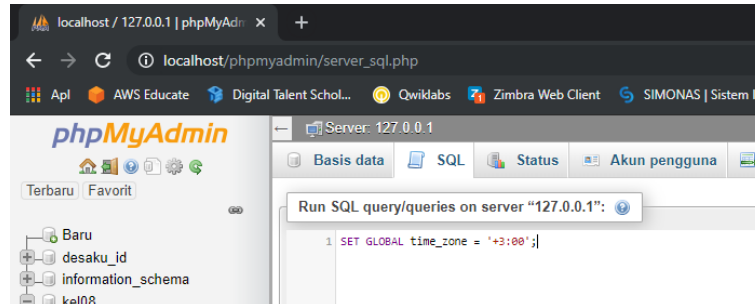 localhost / 127.0.0.1 | phpMyAdm
localhost/phpmyadmin/server_sql.php
Apl AWS Educate Digital Talent Schol... Qwiklabs Zimbra Web Client SIMONAS | Sistem
phpMyAdmin
Terbaru Favorit
Baru
desaku_id
information_schema
kel08
Server: 127.0.0.1
Basis data SQL Status Akun pengguna
Run SQL query/queries on server “127.0.0.1”:
1 SET GLOBAL time_zone = '+3:00';